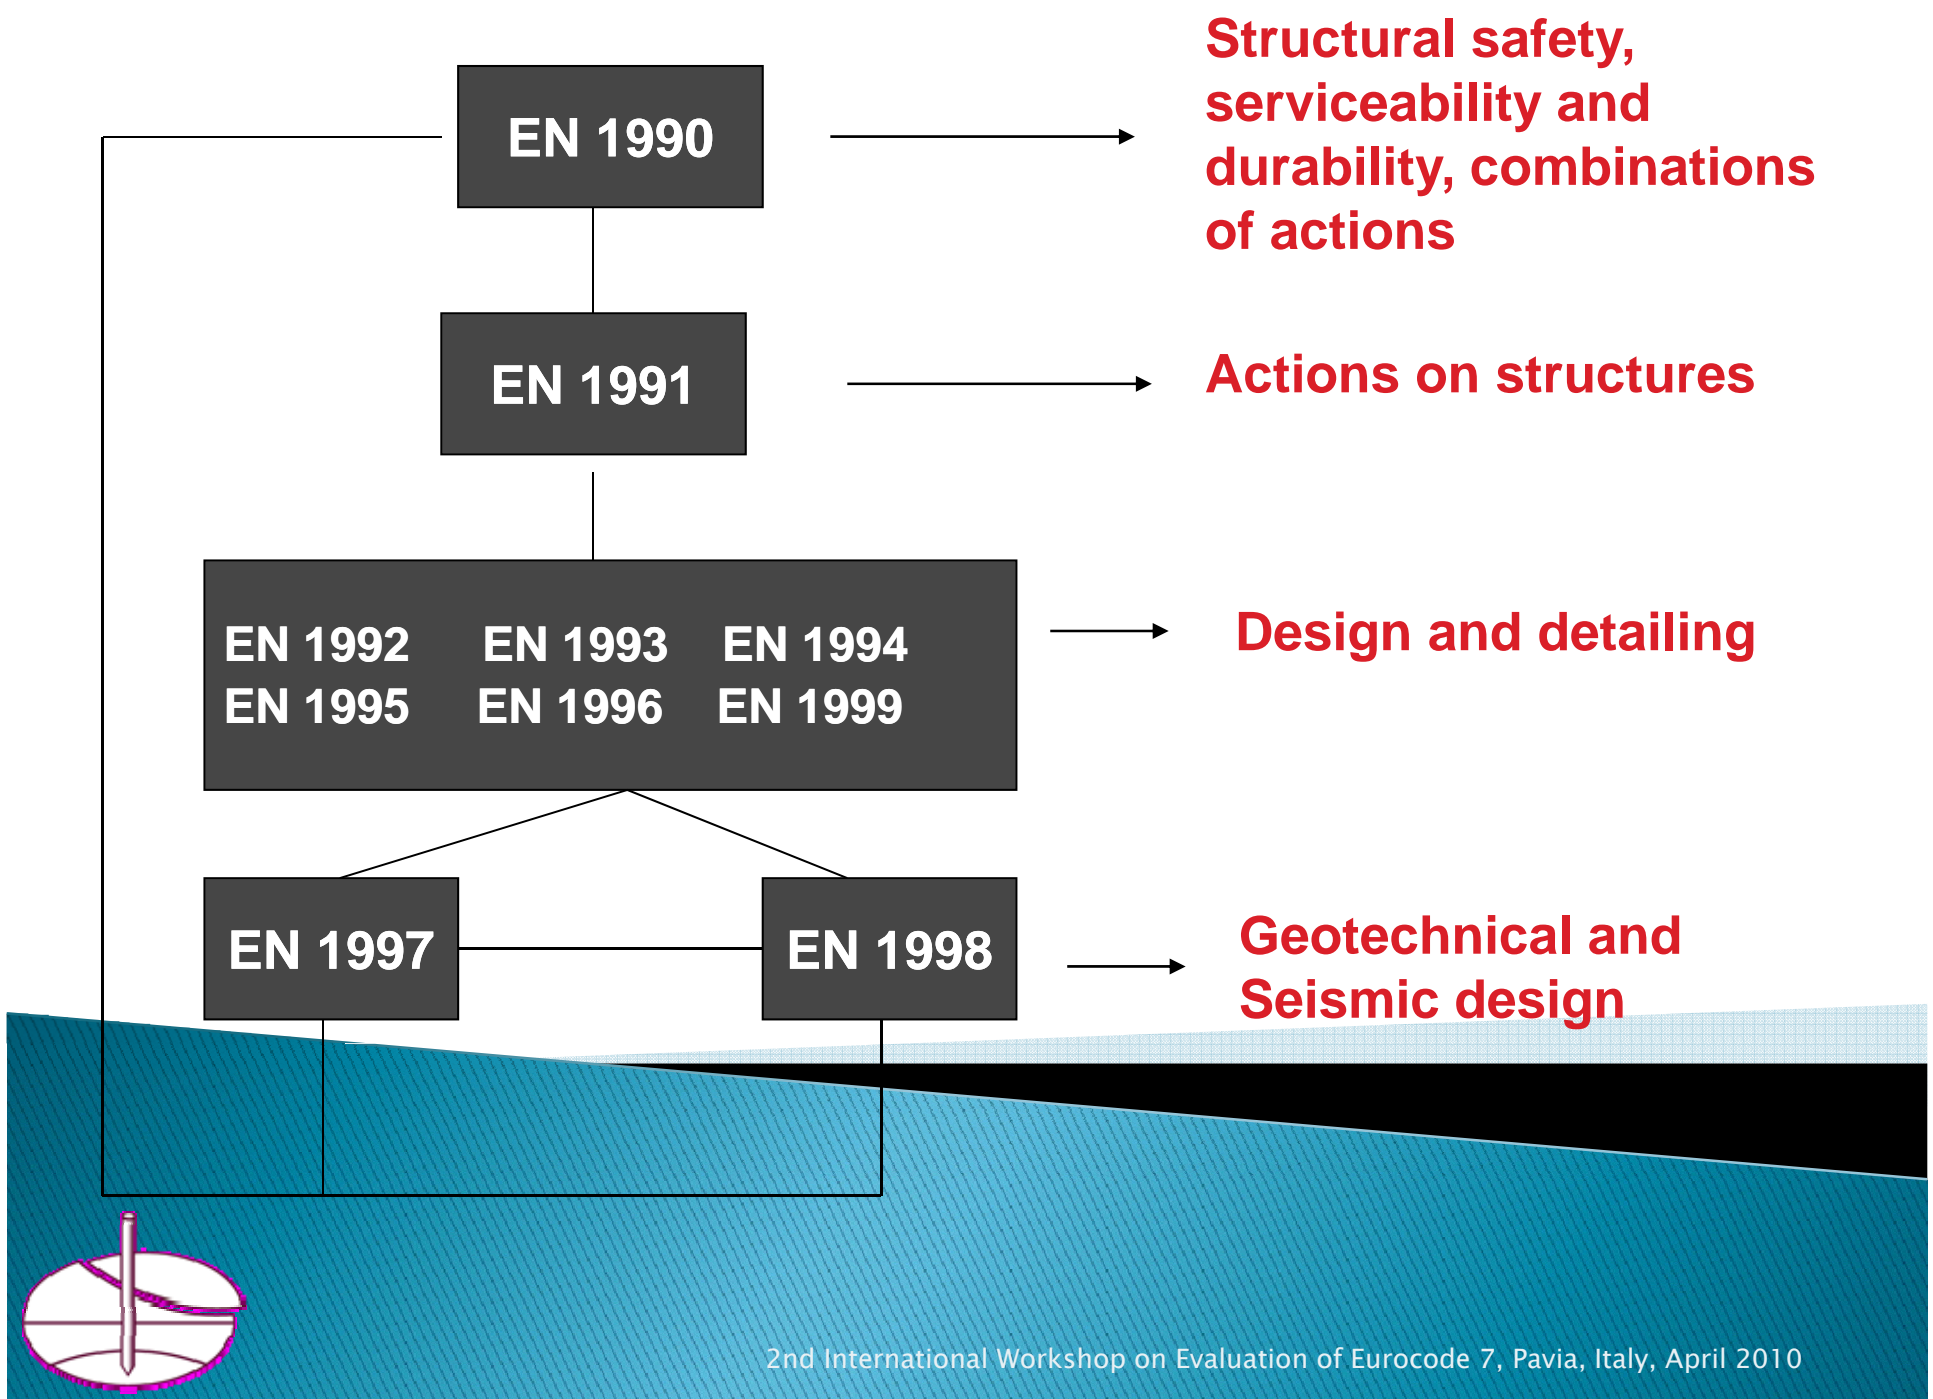 EN 1990
Structural safety,
serviceability and
durability, combinations
of actions
EN 1991
Actions on structures
EN 1992 EN 1993 EN 1994
EN 1995 EN 1996 EN 1999
Design and detailing
EN 1997
EN 1998
Geotechnical and
Seismic design
2nd International Workshop on Evaluation of Eurocode 7, Pavia, Italy, April 2010